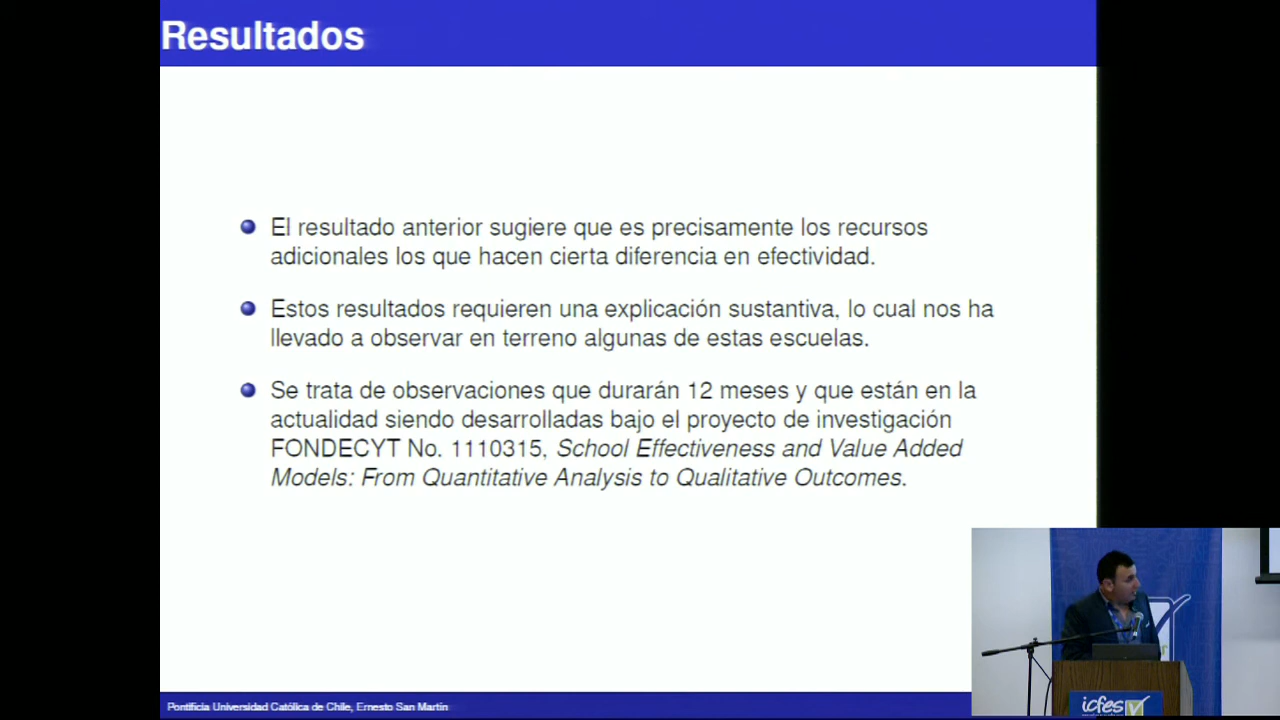 Resultados
El resultado anterior sugiere que es precisamente los recursos
adicionales los que hacen cierta diferencia en efectividad.
Estos resultados requieren una explicación sustantiva, lo cual nos ha
llevado a observar en terreno algunas de estas escuelas.
Se trata de observaciones que durarán 12 meses y que están en la
actualidad siendo desarrolladas bajo el proyecto de investigación
FONDECYT No. 1110315, School Effectiveness and Value Added
Models: From Quantitative Analysis to Qualitative Outcomes.
Pontificia Universidad Católica de Chile, Ernesto San Martín
icfes